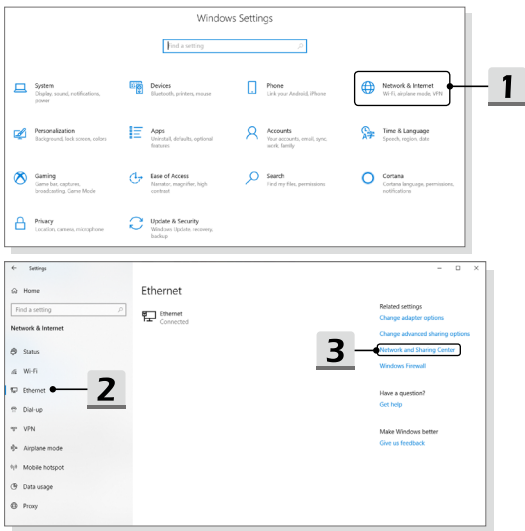 Windows Settings
Find a setting
System
Display, sound, notifications,
power
Devices
Bluetooth, printers, mouse
Phone
Link your Android, iPhone
Network & Internet
Wi-Fi, airplane mode, VPN
1
Personalization
Background, lock screen, colors
Apps
Uninstall, defaults, optional
features
Accounts
Your accounts, email, sync,
work, family
Time & Language
Speech, region, date
Gaming
Game bar, captures,
broadcasting, Game Mode
Ease of Access
Narrator, magnifier, high
contrast
Search
Find my files, permissions
Cortana
Cortana language, permissions,
notifications
Privacy
Location, camera, microphone
Update & Security
Windows Update, recovery,
backup
Settings
Home
Find a setting
Network & Internet
Status
Wi-Fi
Ethernet
2
Dial-up
VPN
Airplane mode
Mobile hotspot
Data usage
Proxy
Ethernet
Ethernet
Connected
Related settings
Change adapter options
Change advanced sharing options
3
Network and Sharing Center
Windows Firewall
Have a question?
Get help
Make Windows better
Give us feedback